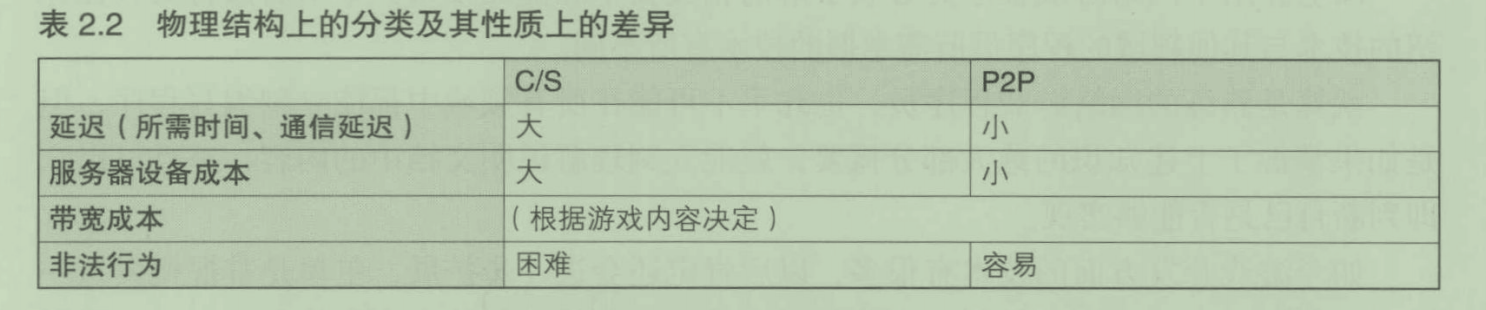 表 2.2 物理结构上的分类及其性质上的差异
C/S P2P
延迟（所需时间、通信延迟） 大 小
服务器设备成本 大 小
带宽成本 （根据游戏内容决定）
非法行为 困难 容易